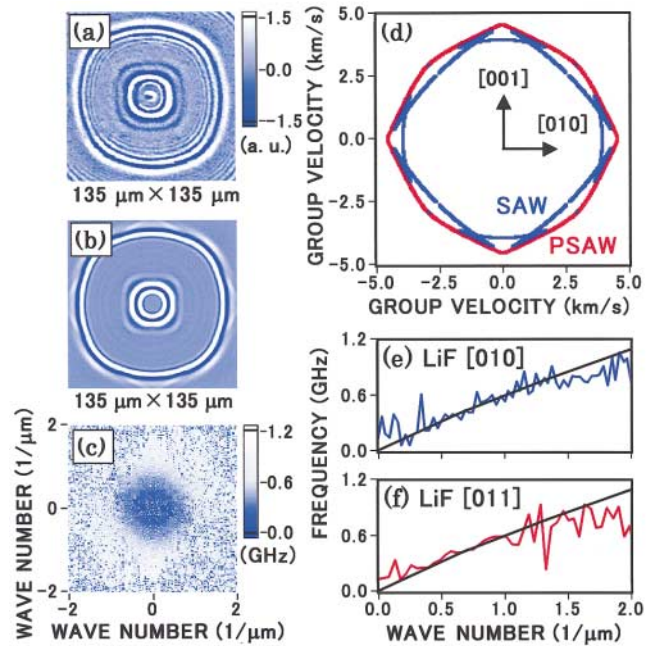 (a)
1.5
0.0
-1.5
(a. u.)
135 μm × 135 μm
(b)
135 μm × 135 μm
(c)
WAVE NUMBER (1/μm)
2
0
-2
-2 0 2
WAVE NUMBER (1/μm)
1.2
0.6
0.0
(GHz)
(d)
GROUP VELOCITY (km/s)
5.0
2.5
0.0
-2.5
-5.0
[001]
[010]
SAW
PSAW
-5.0 -2.5 0.0 2.5 5.0
GROUP VELOCITY (km/s)
FREQUENCY (GHz)
(e) LiF [010]
1.2
0.6
0.0
(f) LiF [011]
1.2
0.6
0.0
0.0 0.5 1.0 1.5 2.0
WAVE NUMBER (1/μm)